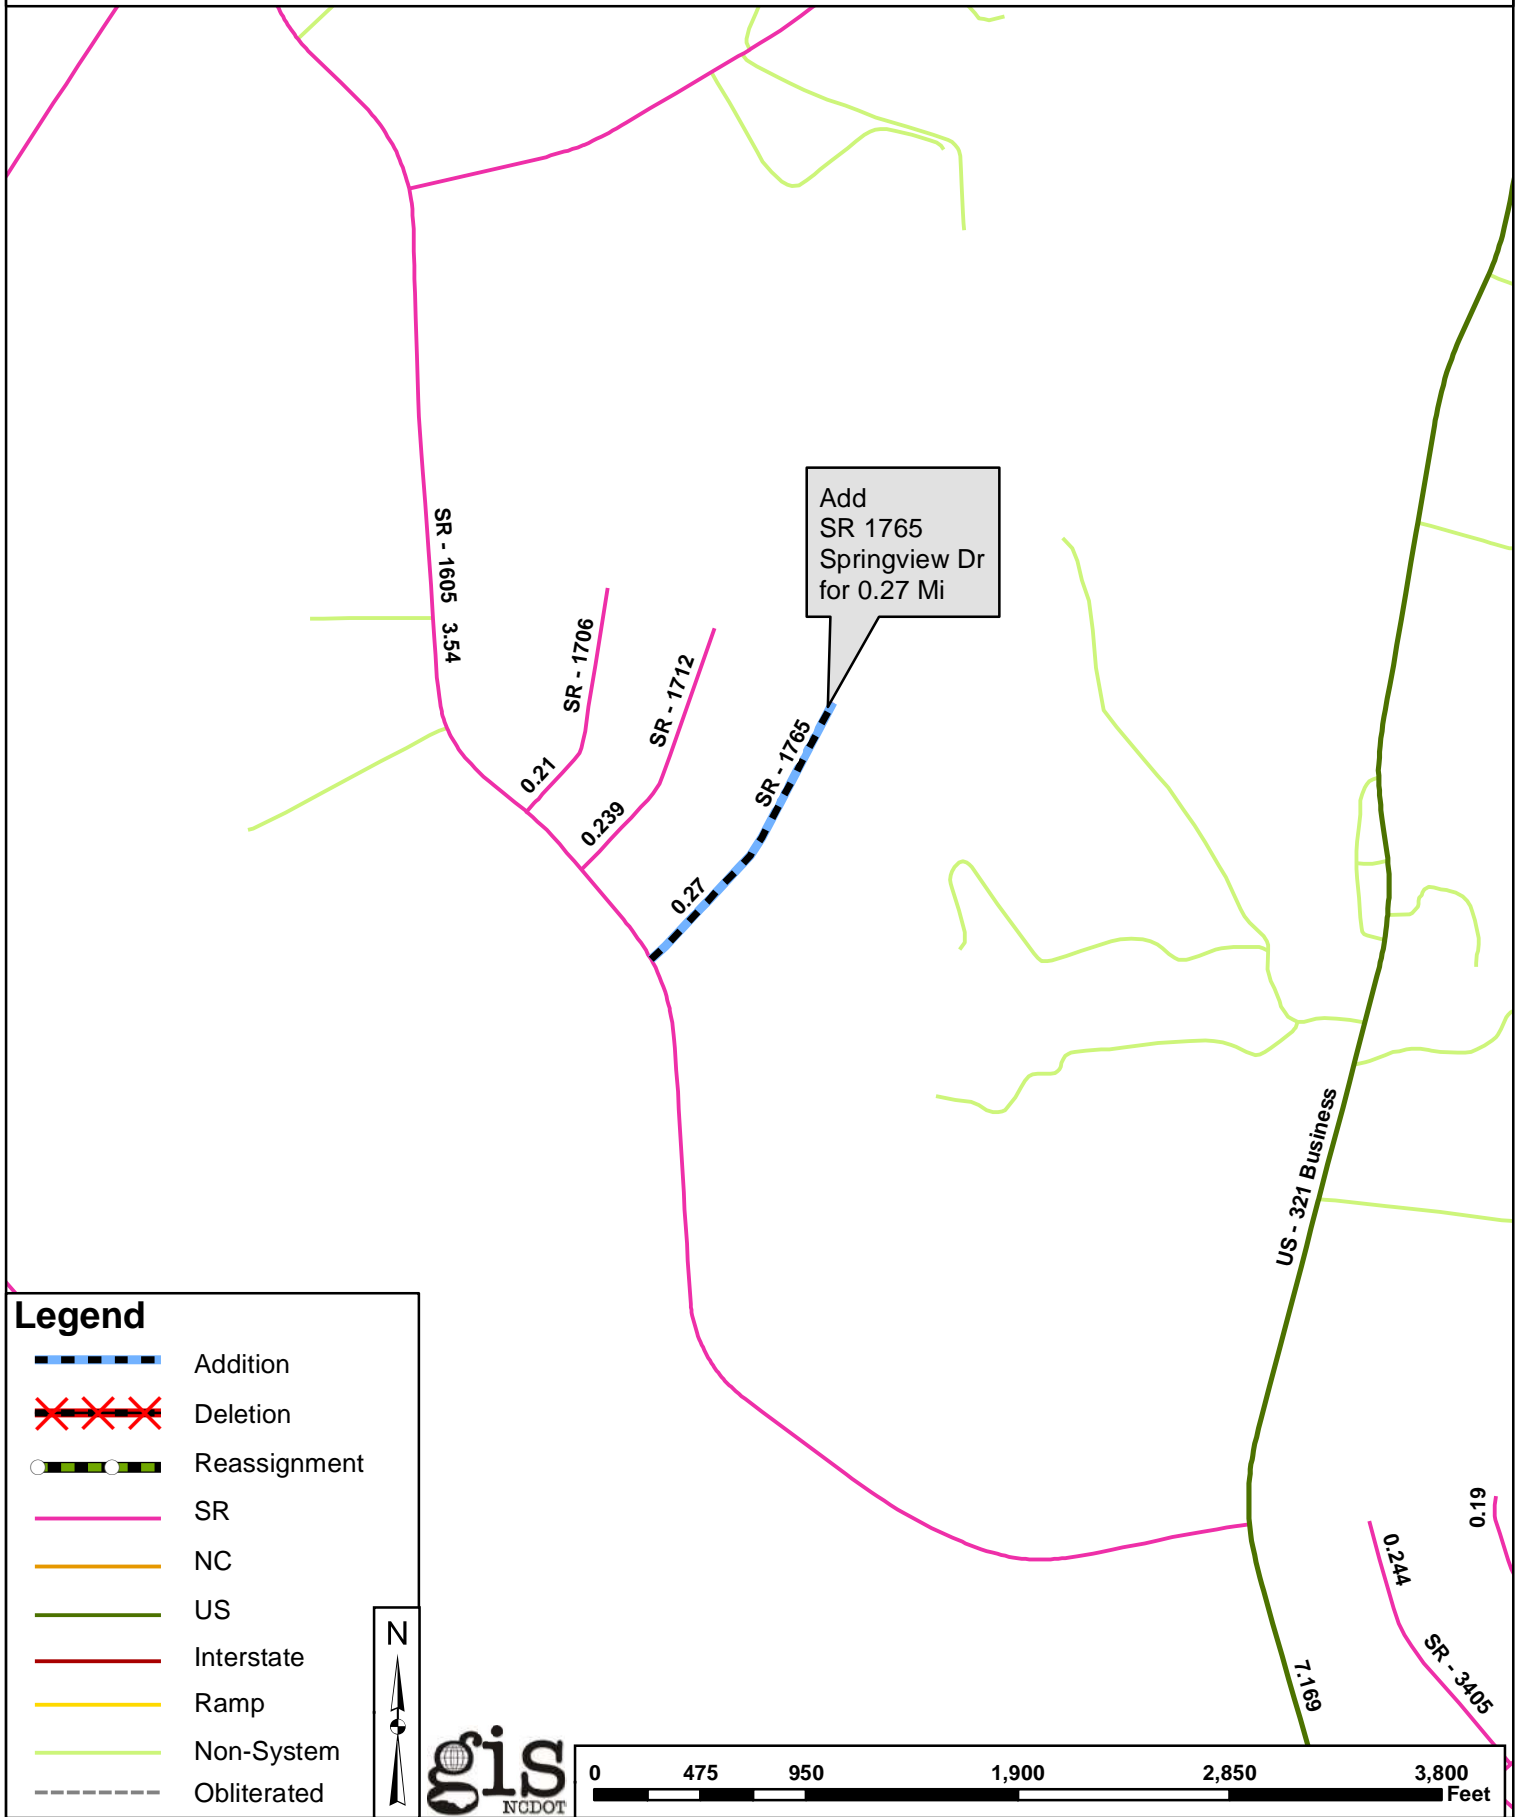 Add
SR 1765
Springview Dr
for 0.27 Mi
SR - 1605 3.54
SR - 1706
0.21
SR - 1712
0.239
SR - 1765
0.27
US - 321 Business
7.169
0.19
0.244
SR - 3405
Legend
Addition
Deletion
Reassignment
SR
NC
US
Interstate
Ramp
Non-System
Obliterated
N
gis
NCDOT
0 475 950 1,900 2,850 3,800
Feet